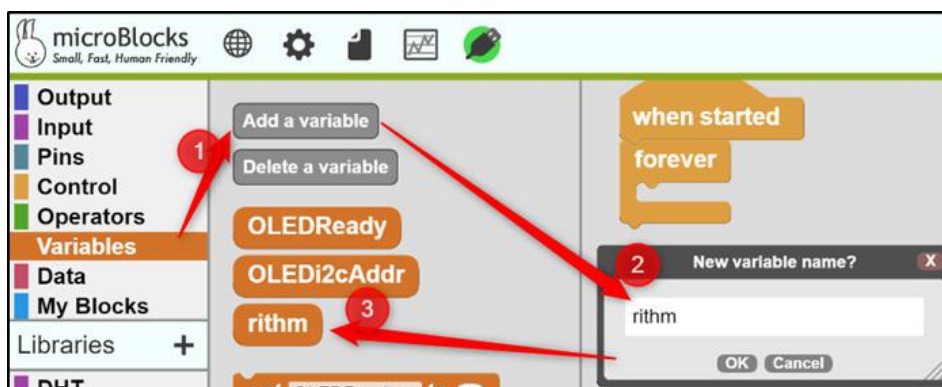 microBlocks
Small, Fast, Human Friendly
Output
Input
Pins
Control
Operators
Variables
Data
My Blocks
Libraries +
DHT
1
Add a variable
Delete a variable
OLEDReady
OLEDi2cAddr
rithm
3
when started
forever
2
New variable name?
X
rithm
OK Cancel